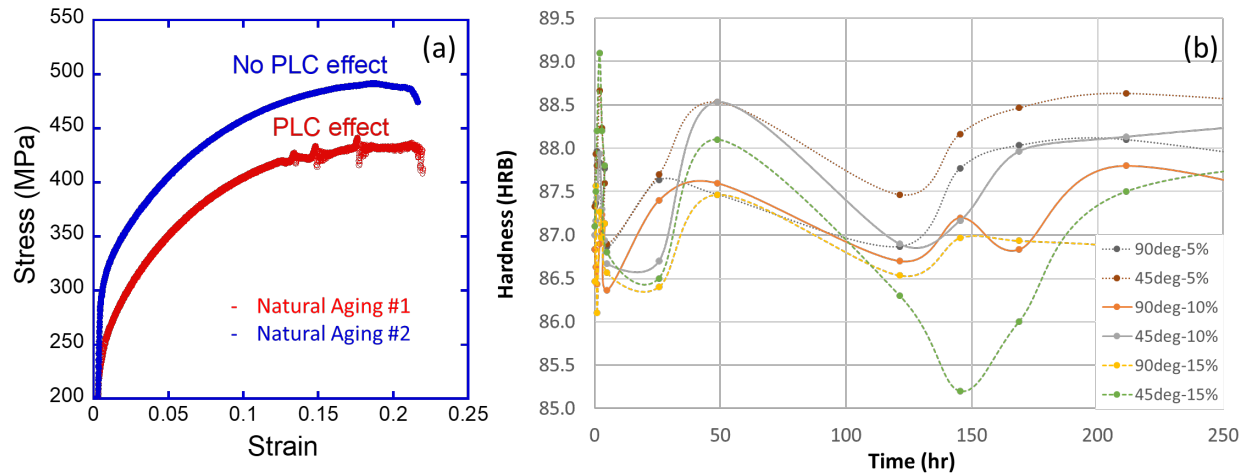 (a)
550
500
450
400
350
300
250
200
Stress (MPa)
No PLC effect
PLC effect
- Natural Aging #1
- Natural Aging #2
0
0.05
0.1
0.15
0.2
0.25
Strain
(b)
89.5
89.0
88.5
88.0
87.5
87.0
86.5
86.0
85.5
85.0
Hardness (HRB)
90deg-5%
45deg-5%
90deg-10%
45deg-10%
90deg-15%
45deg-15%
0
50
100
150
200
250
Time (hr)